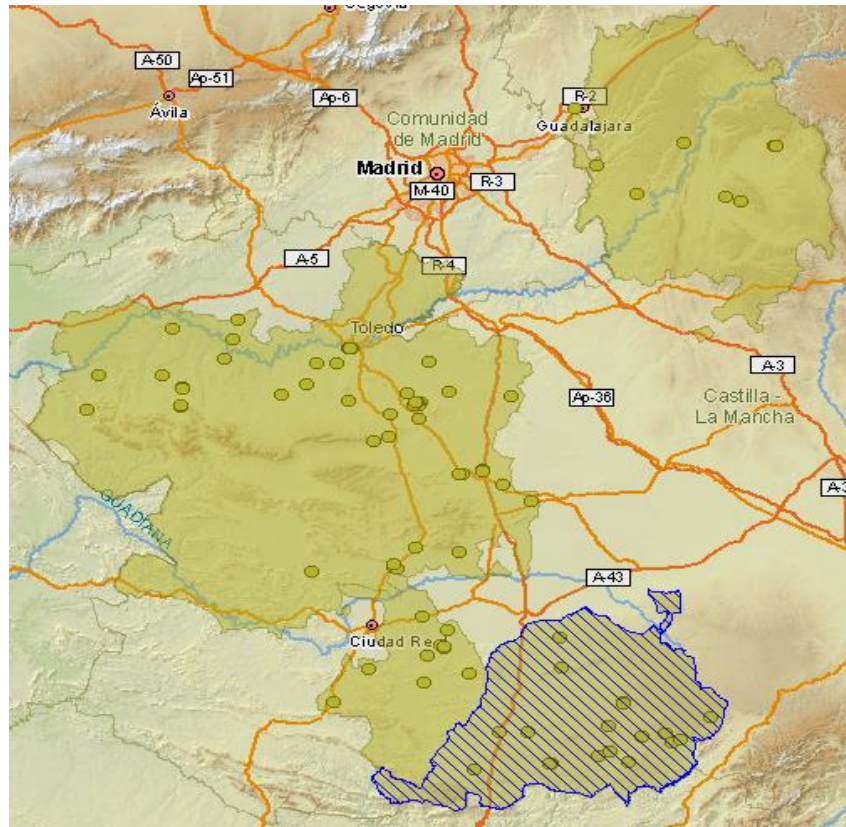 Segovia
A-50
Ap-51
Ávila
Ap-6
R-2
Comunidad
de Madrid
Guadalajara
Madrid
M-40
R-3
A-5
R-4
Toledo
A-3
Ap-36
Castilla -
La Mancha
GUADIANA
A-3
A-43
Ciudad Re